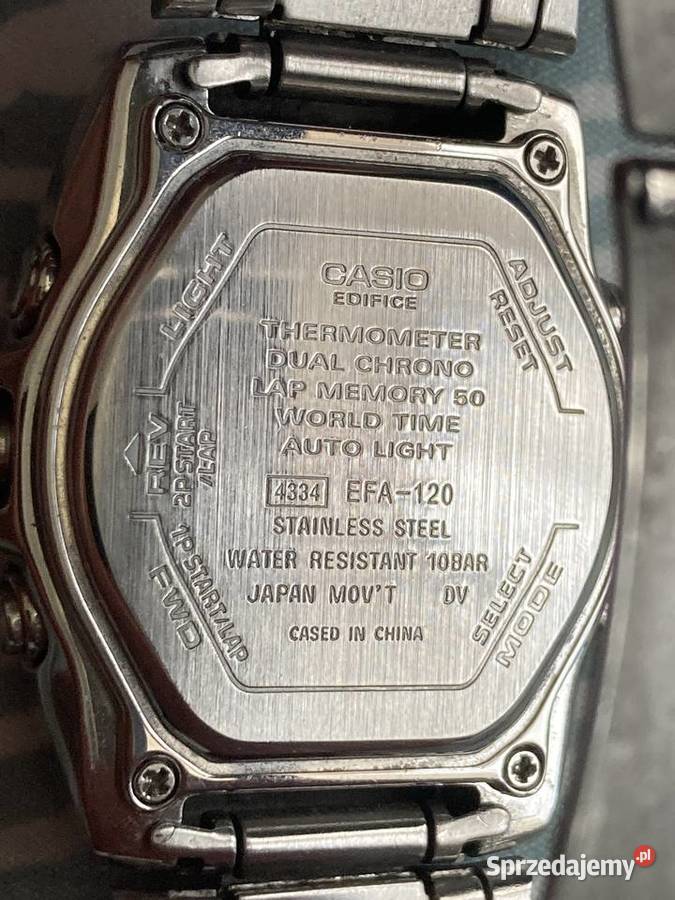 CASIO
EDIFICE
THERMOMETER
DUAL CHRONO
LAP MEMORY 50
WORLD TIME
AUTO LIGHT
4334 EFA-120
STAINLESS STEEL
WATER RESISTANT 10BAR
JAPAN MOV'T DV
CASED IN CHINA
LIGHT
ADJUST
RESET
REV
2P START
/LAP
1P START/LAP
FWD
SELECT
MODE
Sprzedajemy.pl